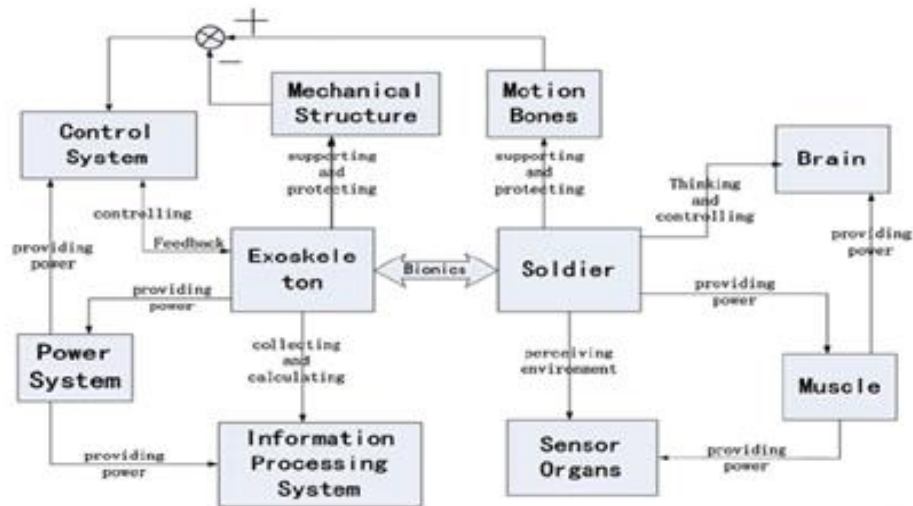 +
−
Mechanical
Structure
Motion
Bones
Control
System
Brain
supporting
and
protecting
supporting
and
protecting
Thinking
and
controlling
controlling
Feedback
providing
power
Exoskele
ton
Bionics
Soldier
providing
power
providing
power
providing
power
Power
System
collecting
and
calculating
perceiving
environment
Muscle
Information
Processing
System
Sensor
Organs
providing
power
providing
power